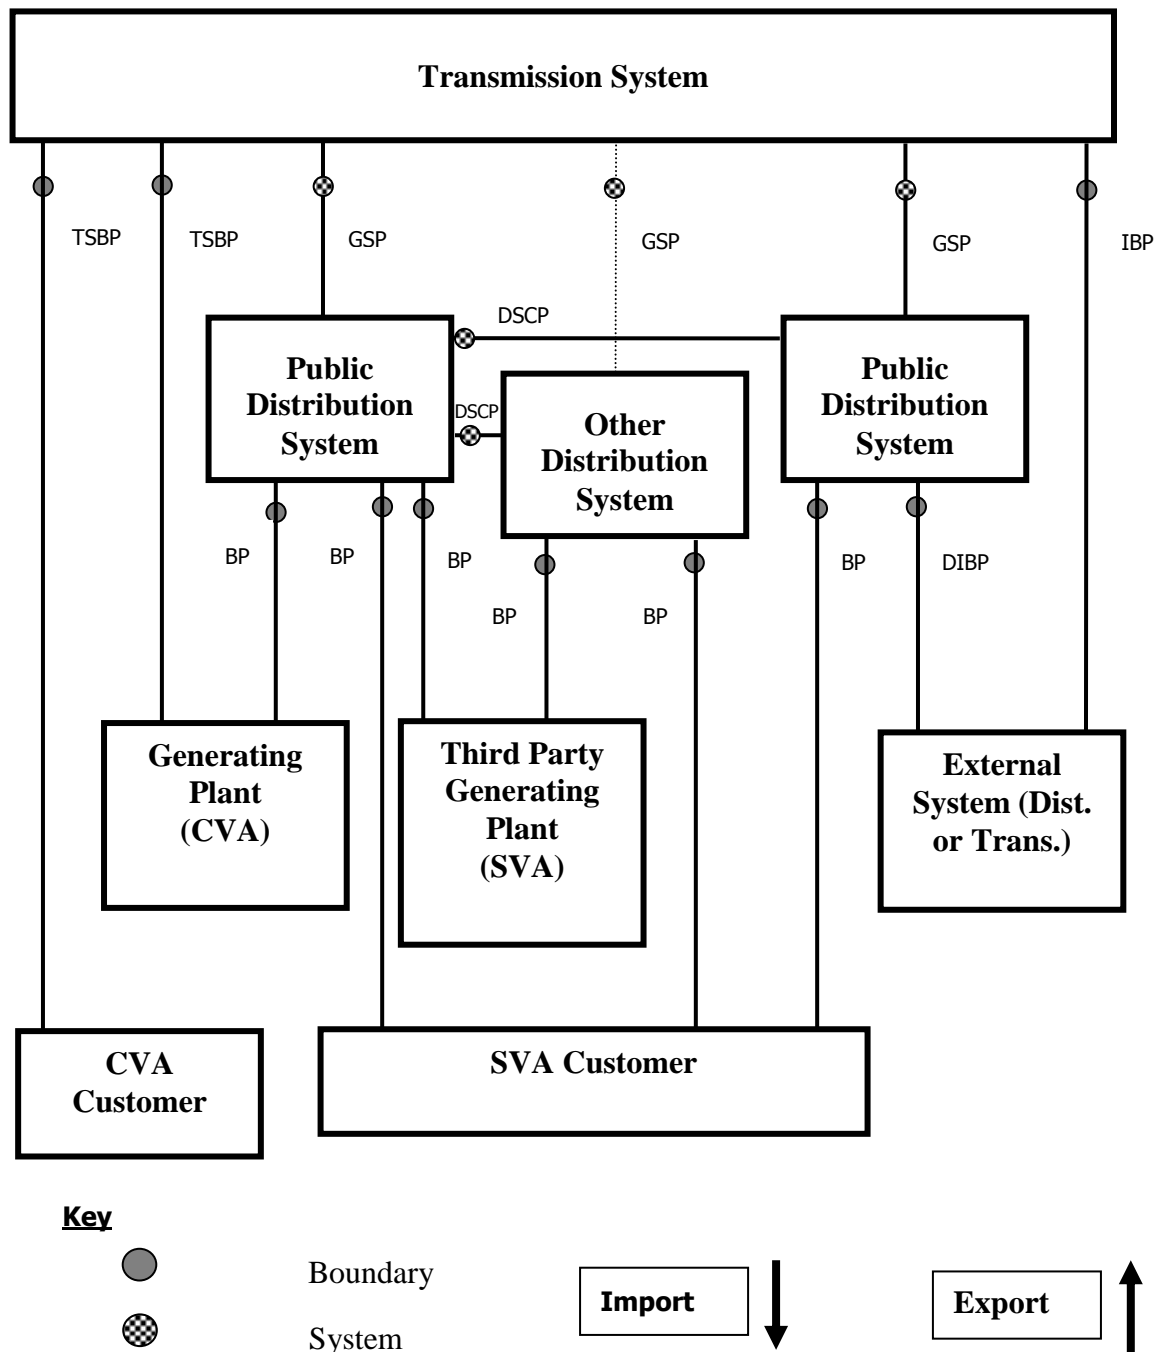 Transmission System
TSBP
TSBP
GSP
GSP
GSP
IBP
DSCP
Public
Distribution
System
Public
Distribution
System
DSCP
Other
Distribution
System
BP
BP
BP
BP
DIBP
BP
BP
Generating
Plant
(CVA)
Third Party
Generating
Plant
(SVA)
External
System (Dist.
or Trans.)
CVA
Customer
SVA Customer
Key
Boundary
Import
Export
System